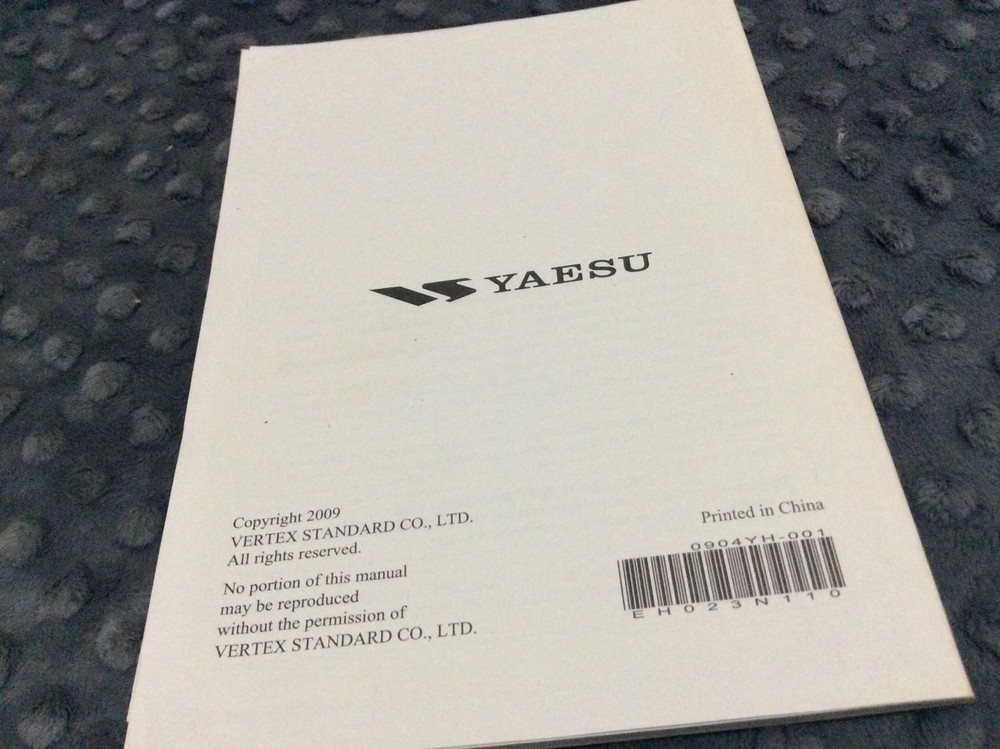 YAESU
Copyright 2009
VERTEX STANDARD CO., LTD.
All rights reserved.
No portion of this manual
may be reproduced
without the permission of
VERTEX STANDARD CO., LTD.
Printed in China
0904YH-001
EH023N110